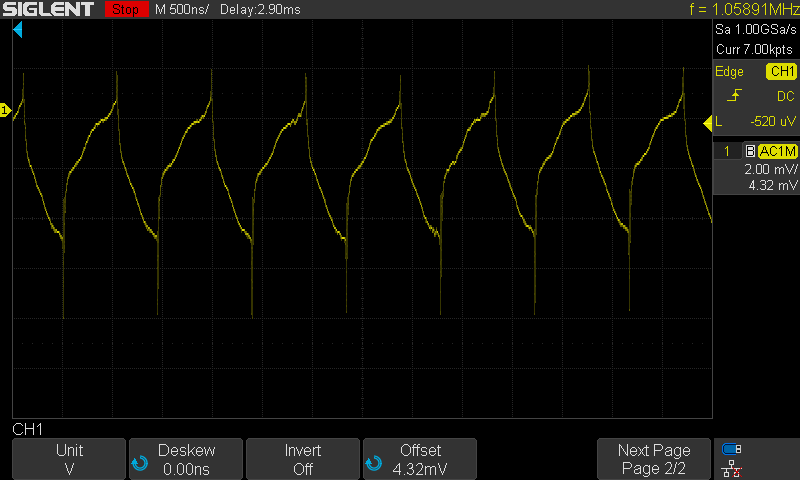 SIGLENT Stop M 500ns/ Delay:2.90ms f = 1.05891MHz
Sa 1.00GSa/s
Curr 7.00kpts
Edge CH1
DC
L -520 uV
1 B AC1M
2.00 mV/
4.32 mV
1
CH1
Unit Deskew Invert Offset Next Page
V 0.00ns Off 4.32mV Page 2/2